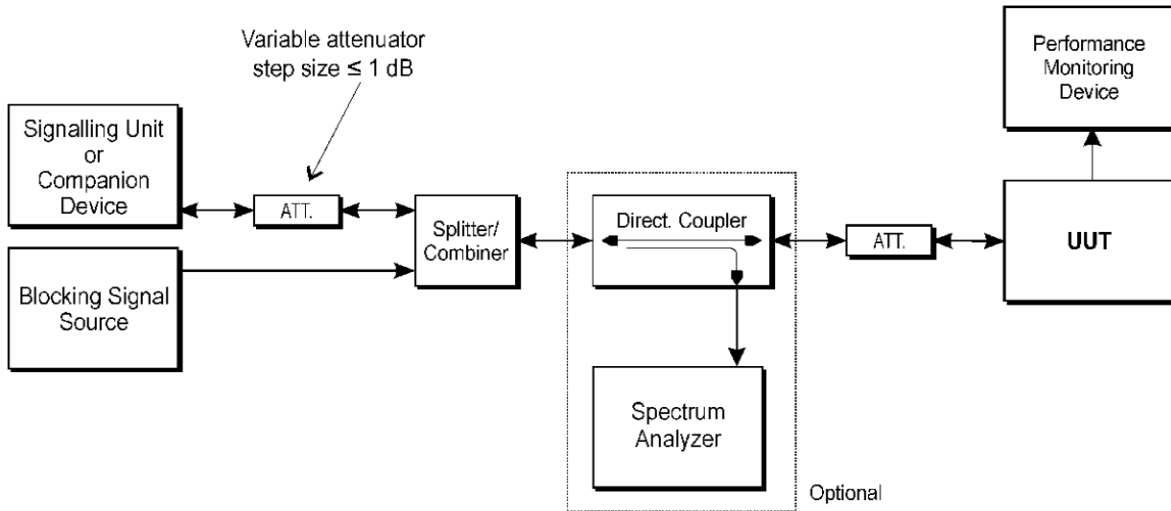 Variable attenuator
step size ≤ 1 dB
Performance
Monitoring
Device
Signalling Unit
or
Companion
Device
ATT.
Splitter/
Combiner
Direct. Coupler
ATT.
UUT
Blocking Signal
Source
Spectrum
Analyzer
Optional